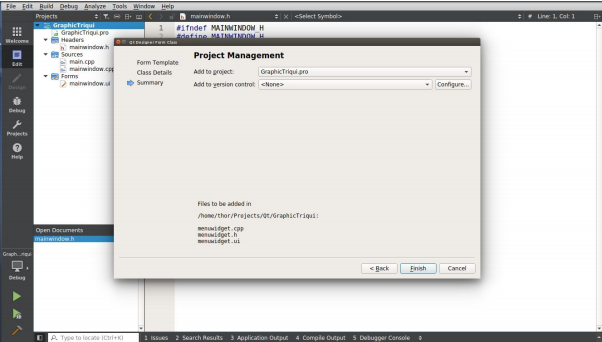 File Edit Build Debug Analyze Tools Window Help
Projects
mainwindow.h
<Select Symbol>
# Line: 1, Col: 1
Welcome
Edit
Design
Debug
Projects
Help
GraphicTriqui
GraphicTriqui.pro
Headers
mainwindow.h
Sources
main.cpp
mainwindow.cpp
Forms
mainwindow.ui
1 #ifndef MAINWINDOW_H
2 #define MAINWINDOW_H
Qt Designer Form Class
Form Template
Class Details
Summary
Project Management
Add to project: GraphicTriqui.pro
Add to version control: <None> Configure...
Files to be added in
/home/thor/Projects/Qt/GraphicTriqui:
menuwidget.cpp
menuwidget.h
menuwidget.ui
< Back Finish Cancel
Open Documents
mainwindow.h
Graph...riqui
Debug
Type to locate (Ctrl+K)
1 Issues 2 Search Results 3 Application Output 4 Compile Output 5 Debugger Console